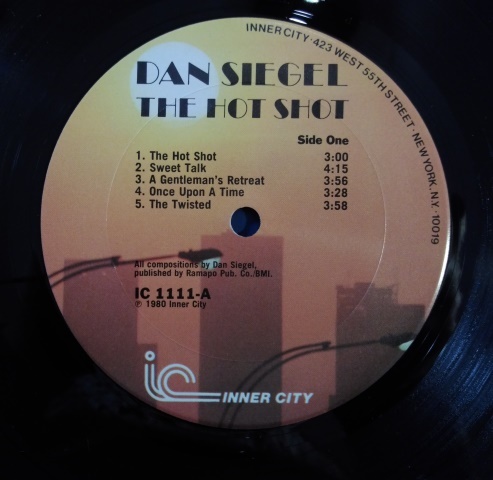 INNER CITY · 423 WEST 55TH STREET · NEW YORK, N.Y. · 10019
DAN SIEGEL
THE HOT SHOT
Side One
1. The Hot Shot 3:00
2. Sweet Talk 4:15
3. A Gentleman's Retreat 3:56
4. Once Upon A Time 3:28
5. The Twisted 3:58
All compositions by Dan Siegel,
published by Ramapo Pub. Co./BMI.
IC 1111-A
℗ 1980 Inner City
ic INNER CITY